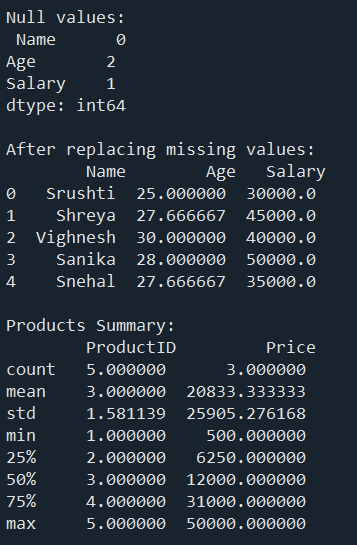 Null values:
 Name      0
Age       2
Salary    1
dtype: int64

After replacing missing values:
       Name        Age   Salary
0   Srushti  25.000000  30000.0
1    Shreya  27.666667  45000.0
2  Vighnesh  30.000000  40000.0
3    Sanika  28.000000  50000.0
4    Snehal  27.666667  35000.0

Products Summary:
       ProductID         Price
count   5.000000      3.000000
mean    3.000000  20833.333333
std     1.581139  25905.276168
min     1.000000    500.000000
25%     2.000000   6250.000000
50%     3.000000  12000.000000
75%     4.000000  31000.000000
max     5.000000  50000.000000